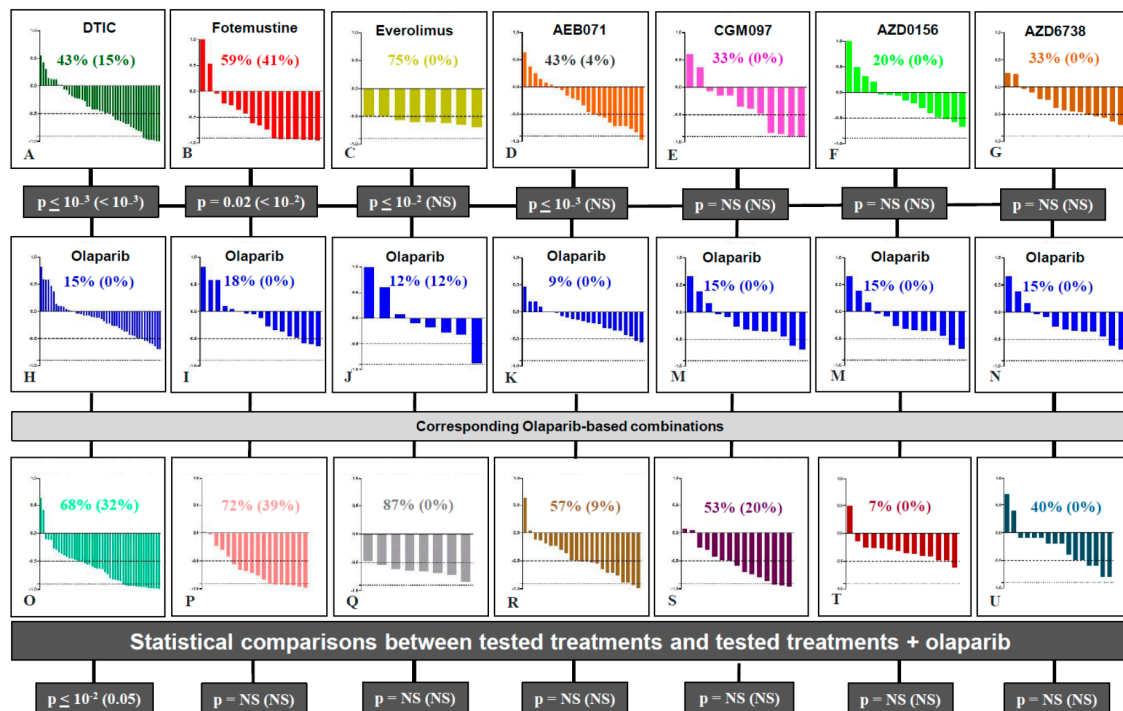 DTIC
43% (15%)
A
Fotemustine
59% (41%)
B
Everolimus
75% (0%)
C
AEB071
43% (4%)
D
CGM097
33% (0%)
E
AZD0156
20% (0%)
F
AZD6738
33% (0%)
G
p ≤ 10⁻³ (< 10⁻³)
p = 0.02 (< 10⁻²)
p ≤ 10⁻² (NS)
p ≤ 10⁻³ (NS)
p = NS (NS)
p = NS (NS)
p = NS (NS)
Olaparib
15% (0%)
H
Olaparib
18% (0%)
I
Olaparib
12% (12%)
J
Olaparib
9% (0%)
K
Olaparib
15% (0%)
M
Olaparib
15% (0%)
M
Olaparib
15% (0%)
N
Corresponding Olaparib-based combinations
68% (32%)
O
72% (39%)
P
87% (0%)
Q
57% (9%)
R
53% (20%)
S
7% (0%)
T
40% (0%)
U
Statistical comparisons between tested treatments and tested treatments + olaparib
p ≤ 10⁻² (0.05)
p = NS (NS)
p = NS (NS)
p = NS (NS)
p = NS (NS)
p = NS (NS)
p = NS (NS)